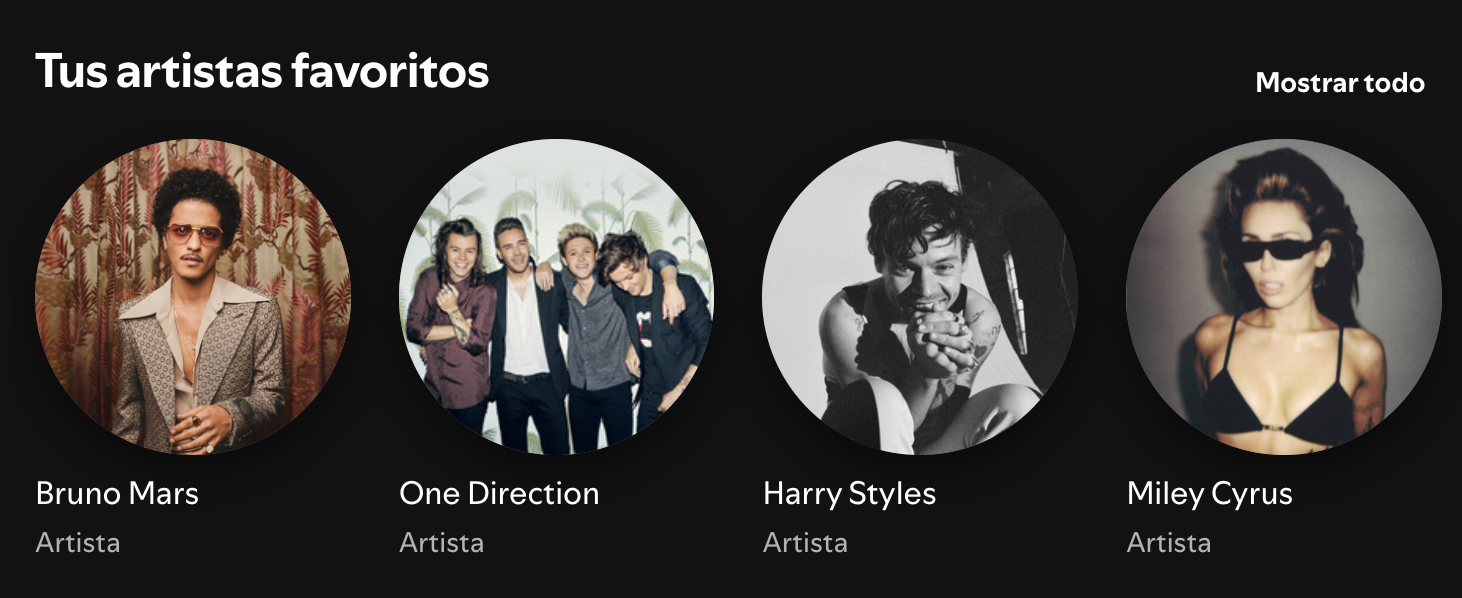 Tus artistas favoritos
Mostrar todo
Bruno Mars
Artista
One Direction
Artista
Harry Styles
Artista
Miley Cyrus
Artista